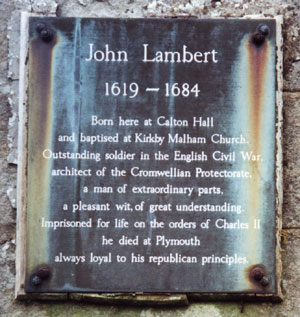 John Lambert
1619 – 1684
Born here at Calton Hall
and baptised at Kirkby Malham Church.
Outstanding soldier in the English Civil War,
architect of the Cromwellian Protectorate,
a man of extraordinary parts,
a pleasant wit, of great understanding.
Imprisoned for life on the orders of Charles II
he died at Plymouth
always loyal to his republican principles.